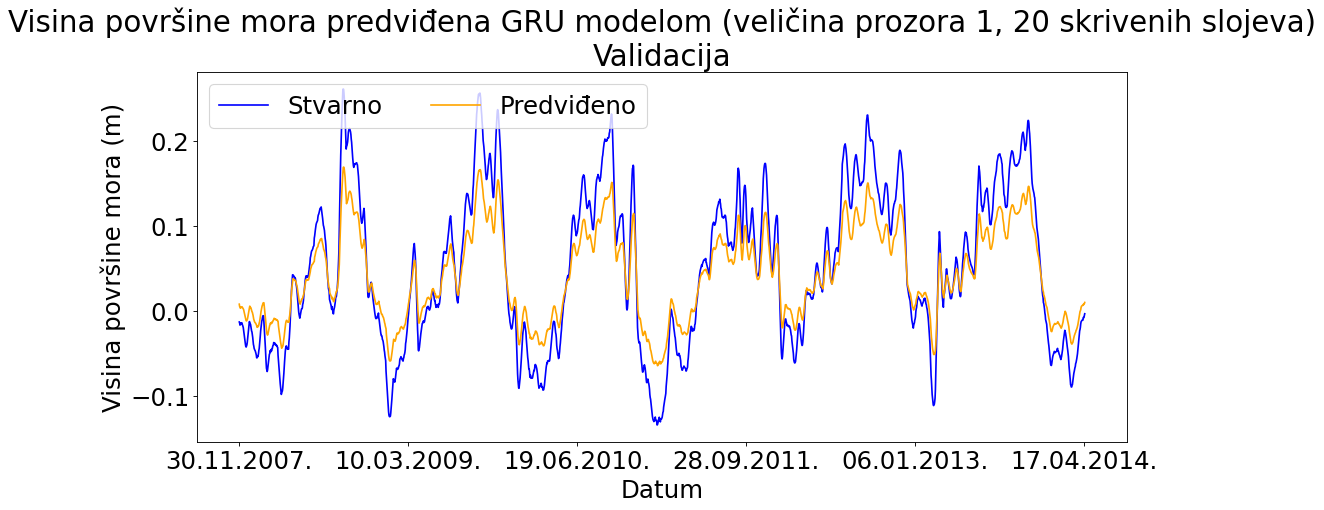 Visina površine mora predviđena GRU modelom (veličina prozora 1, 20 skrivenih slojeva)
Validacija
Stvarno
Predviđeno
Visina površine mora (m)
0.2
0.1
0.0
−0.1
30.11.2007. 10.03.2009. 19.06.2010. 28.09.2011. 06.01.2013. 17.04.2014.
Datum